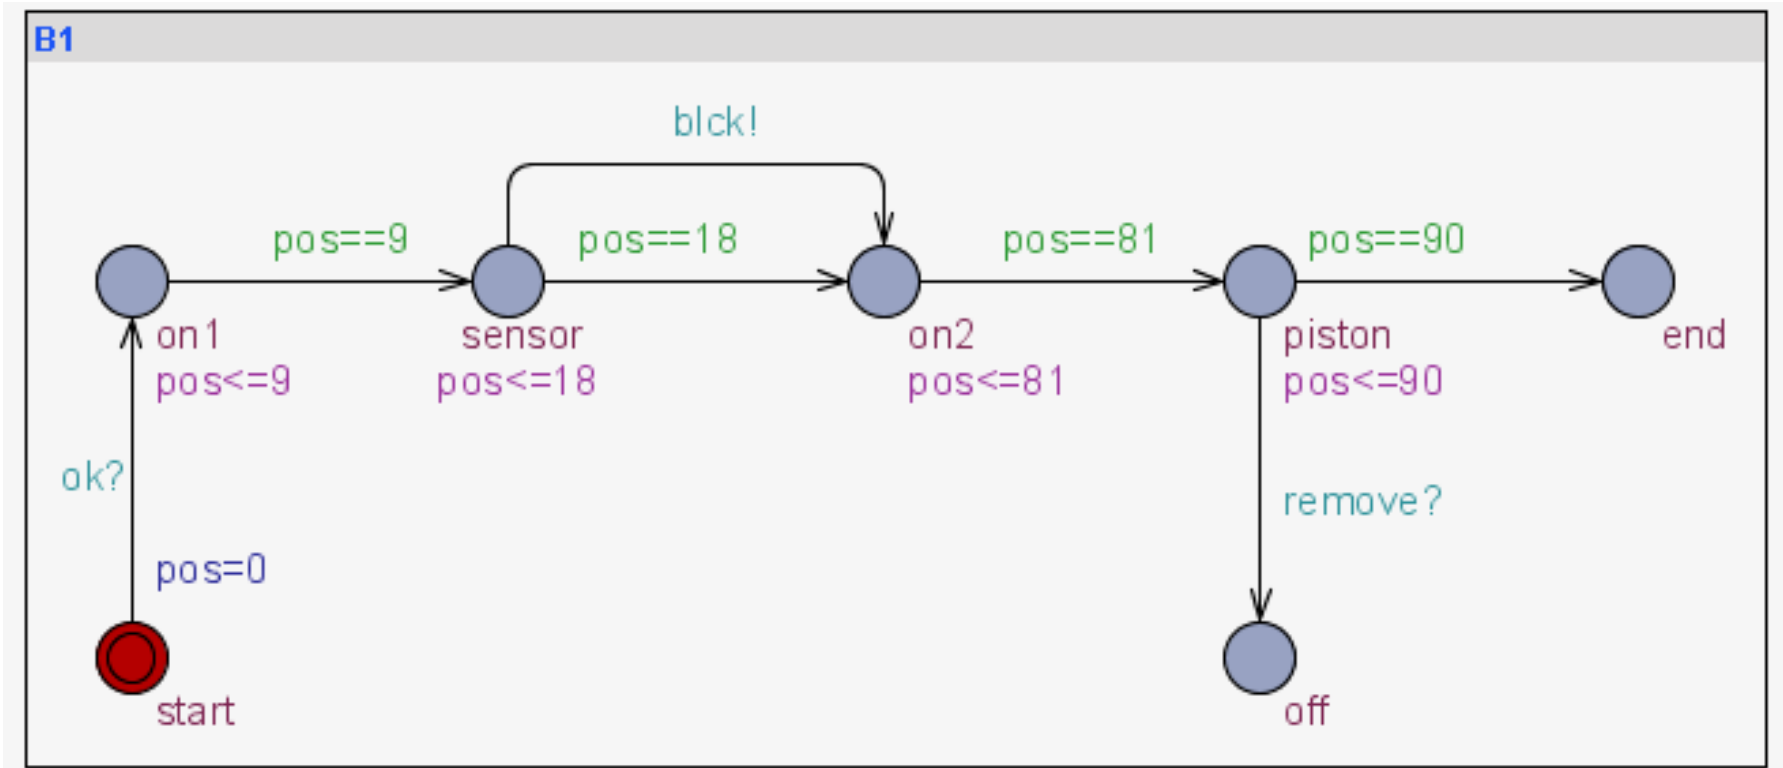 B1
blck!
pos==9
pos==18
pos==81
pos==90
on1
sensor
on2
piston
end
pos<=9
pos<=18
pos<=81
pos<=90
ok?
remove?
pos=0
start
off